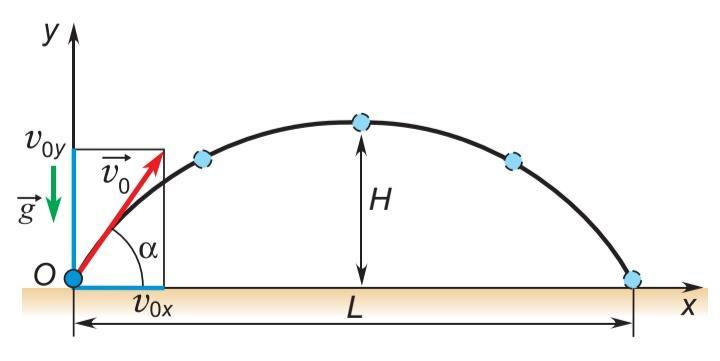 y
v₀y
v⃗₀
g⃗
H
α
O
v₀x
L
x